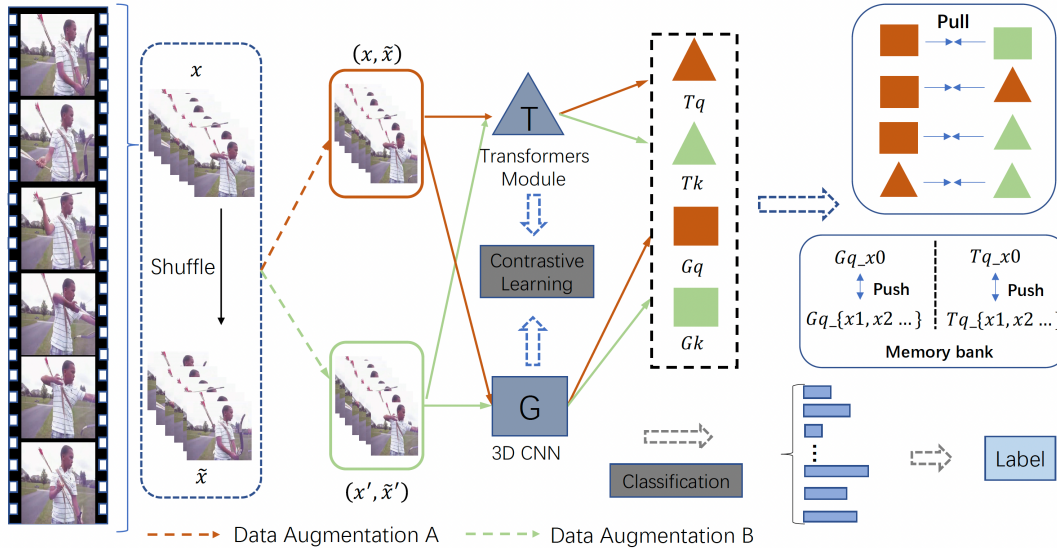 x
Shuffle
x̃
(x, x̃)
(x′, x̃′)
T
Transformers
Module
Contrastive
Learning
G
3D CNN
Tq
Tk
Gq
Gk
Pull
Gq_x0
Push
Gq_{x1, x2 ...}
Tq_x0
Push
Tq_{x1, x2 ...}
Memory bank
Classification
Label
Data Augmentation A
Data Augmentation B